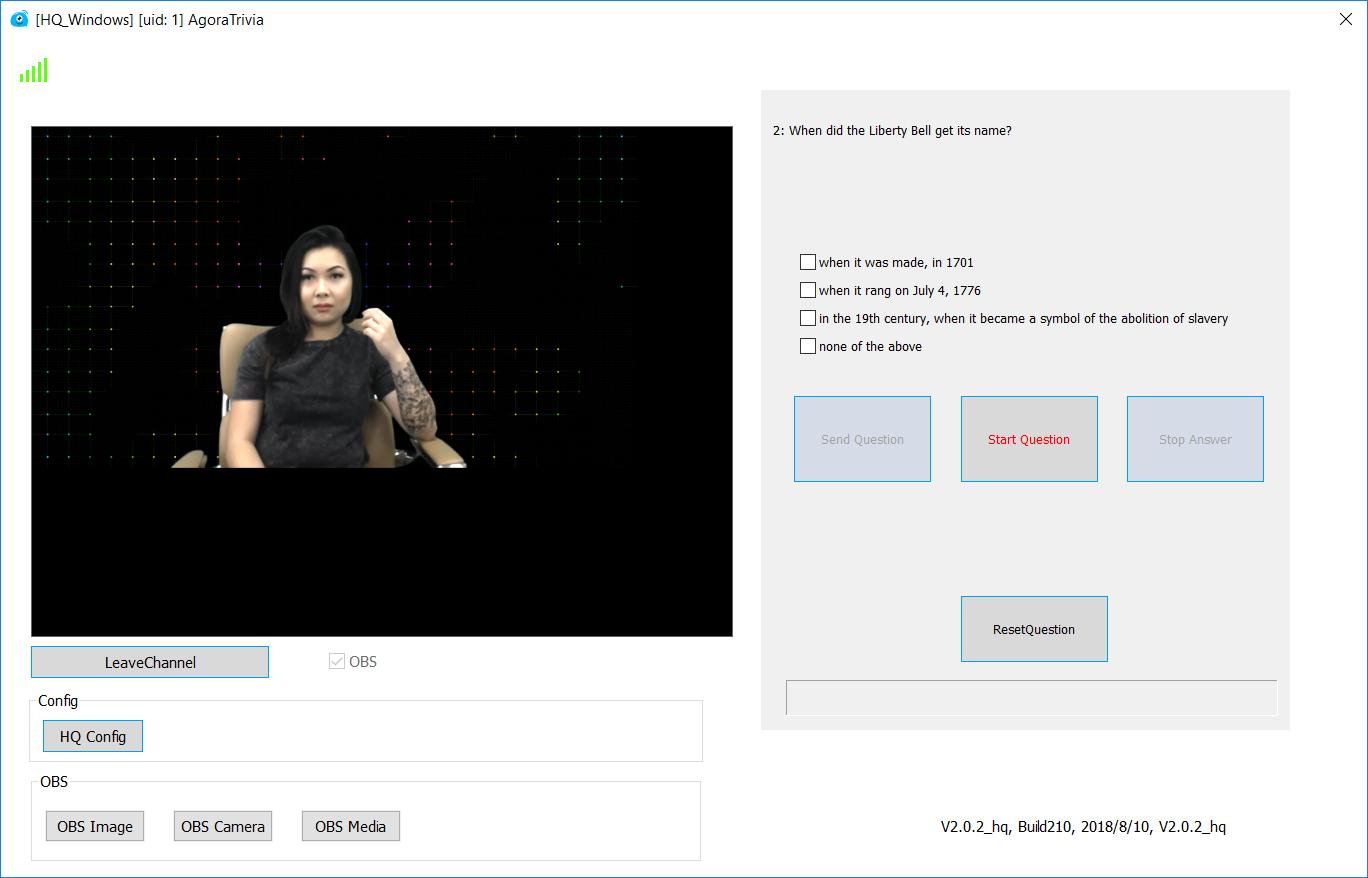 [HQ_Windows] [uid: 1] AgoraTrivia
2: When did the Liberty Bell get its name?
when it was made, in 1701
when it rang on July 4, 1776
in the 19th century, when it became a symbol of the abolition of slavery
none of the above
Send Question
Start Question
Stop Answer
ResetQuestion
LeaveChannel
OBS
Config
HQ Config
OBS
OBS Image
OBS Camera
OBS Media
V2.0.2_hq, Build210, 2018/8/10, V2.0.2_hq